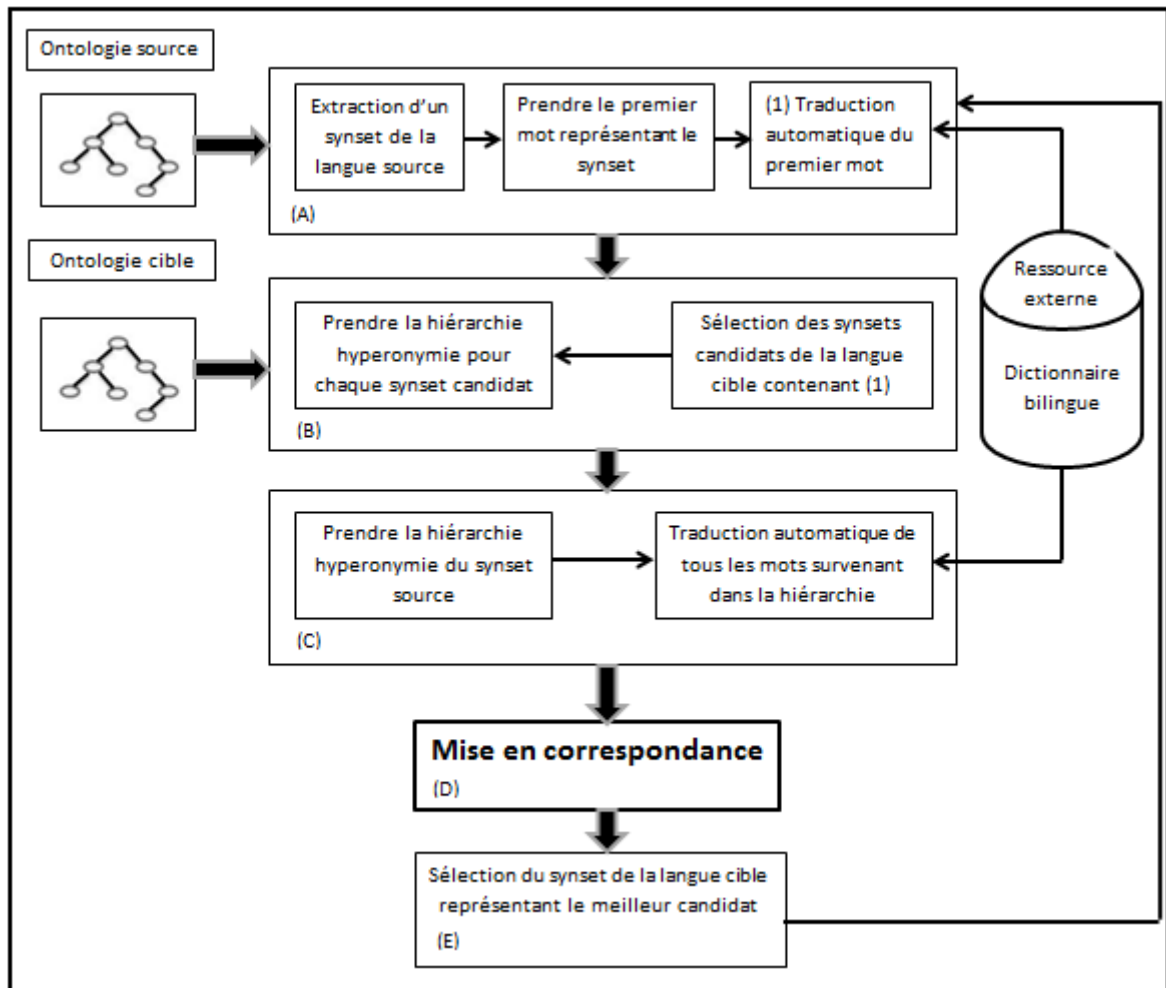 Ontologie source
Extraction d'un
synset de la
langue source
Prendre le premier
mot représentant le
synset
(1) Traduction
automatique du
premier mot
(A)
Ontologie cible
Prendre la hiérarchie
hyperonymie pour
chaque synset candidat
Sélection des synsets
candidats de la langue
cible contenant (1)
(B)
Ressource
externe
Dictionnaire
bilingue
Prendre la hiérarchie
hyperonymie du synset
source
Traduction automatique de
tous les mots survenant
dans la hiérarchie
(C)
Mise en correspondance
(D)
Sélection du synset de la langue cible
représentant le meilleur candidat
(E)